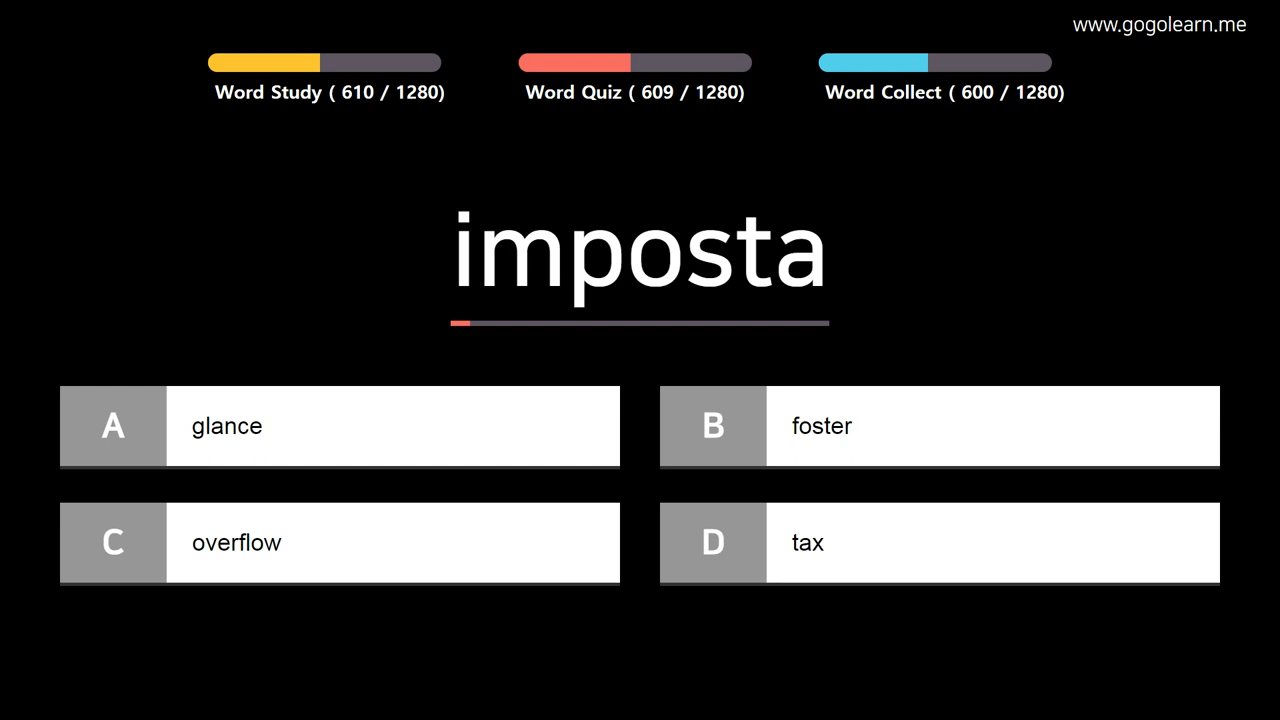 www.gogolearn.me
Word Study ( 610 / 1280)
Word Quiz ( 609 / 1280)
Word Collect ( 600 / 1280)
imposta
A glance
B foster
C overflow
D tax